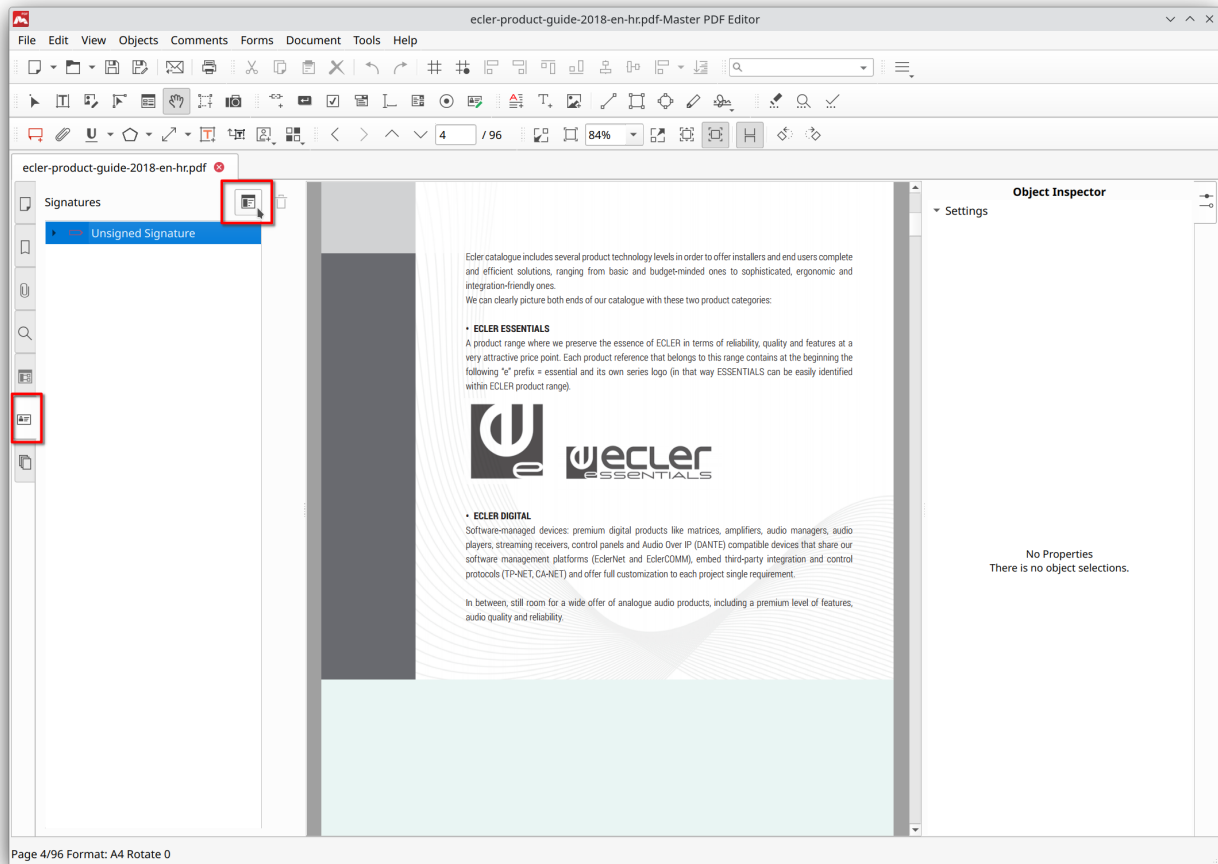 ecler-product-guide-2018-en-hr.pdf-Master PDF Editor
File Edit View Objects Comments Forms Document Tools Help
4 / 96 84%
ecler-product-guide-2018-en-hr.pdf
Signatures
Unsigned Signature
Ecler catalogue includes several product technology levels in order to offer installers and end users complete
and efficient solutions, ranging from basic and budget-minded ones to sophisticated, ergonomic and
integration-friendly ones.
We can clearly picture both ends of our catalogue with these two product categories:
• ECLER ESSENTIALS
A product range where we preserve the essence of ECLER in terms of reliability, quality and features at a
very attractive price point. Each product reference that belongs to this range contains at the beginning the
following "e" prefix = essential and its own series logo (in that way ESSENTIALS can be easily identified
within ECLER product range).
e
ecler
essentials
• ECLER DIGITAL
Software-managed devices: premium digital products like matrices, amplifiers, audio managers, audio
players, streaming receivers, control panels and Audio Over IP (DANTE) compatible devices that share our
software management platforms (EclerNet and EclerCOMM), embed third-party integration and control
protocols (TP-NET, CA-NET) and offer full customization to each project single requirement.
In between, still room for a wide offer of analogue audio products, including a premium level of features,
audio quality and reliability.
Object Inspector
Settings
No Properties
There is no object selections.
Page 4/96 Format: A4 Rotate 0